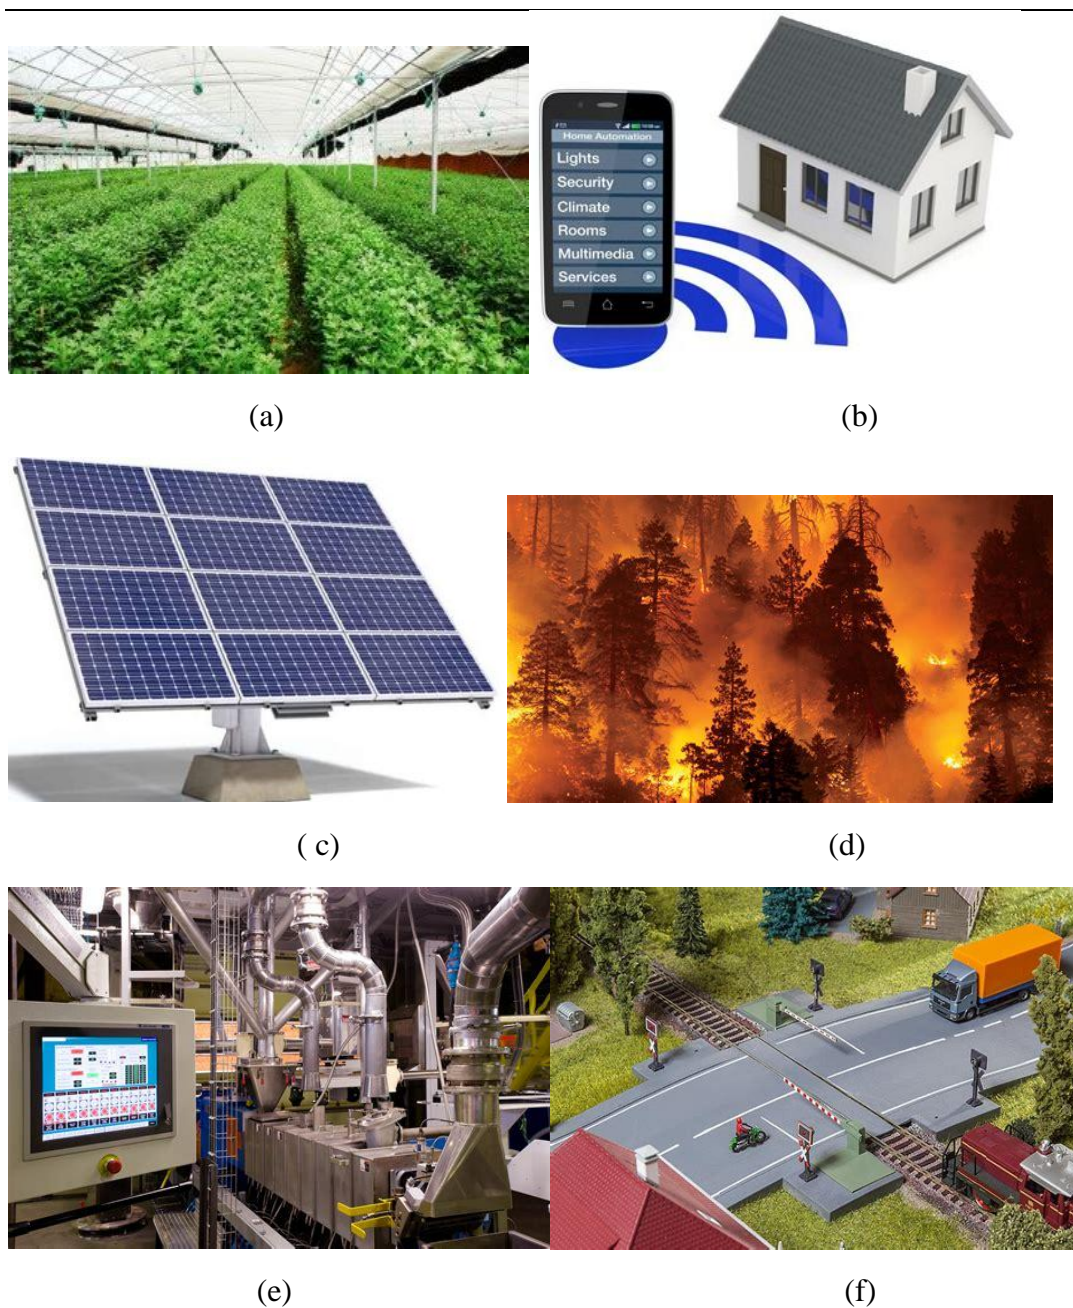 Home Automation
Lights
Security
Climate
Rooms
Multimedia
Services
(a)
(b)
( c)
(d)
(e)
(f)